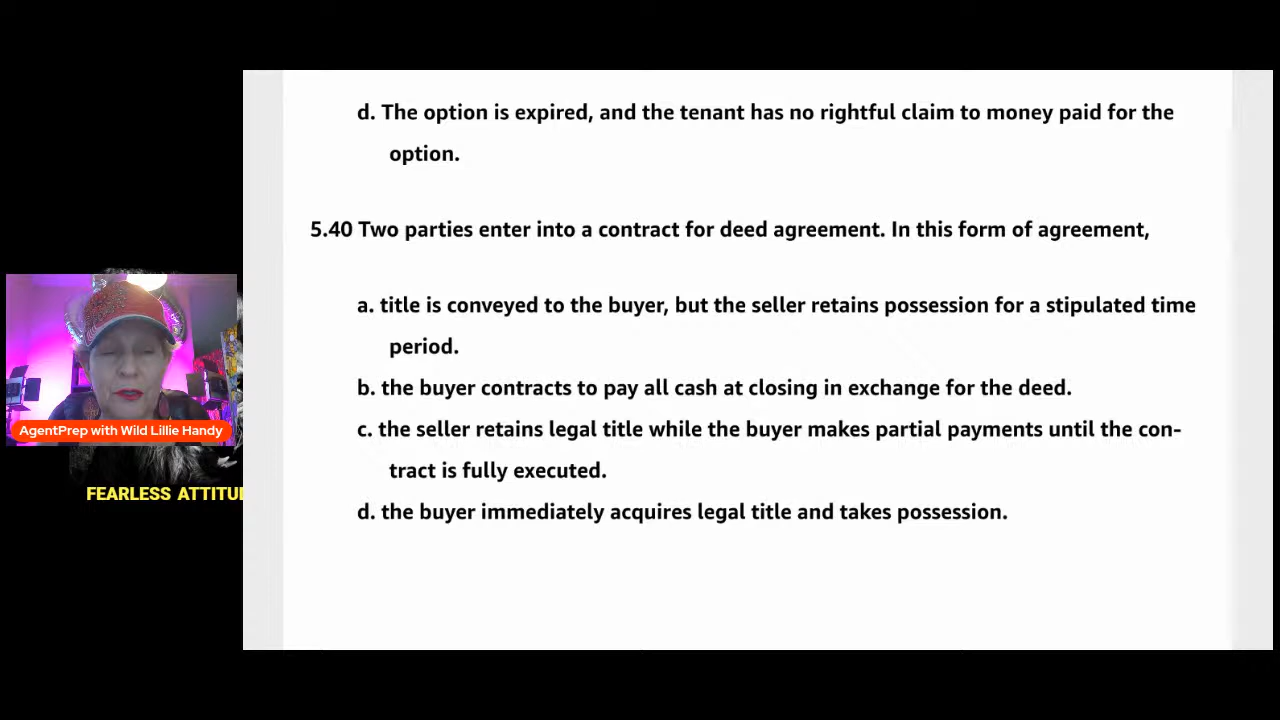 d. The option is expired, and the tenant has no rightful claim to money paid for the
option.
5.40 Two parties enter into a contract for deed agreement. In this form of agreement,
a. title is conveyed to the buyer, but the seller retains possession for a stipulated time
period.
b. the buyer contracts to pay all cash at closing in exchange for the deed.
c. the seller retains legal title while the buyer makes partial payments until the con-
tract is fully executed.
d. the buyer immediately acquires legal title and takes possession.
AgentPrep with Wild Lillie Handy
FEARLESS ATTITU